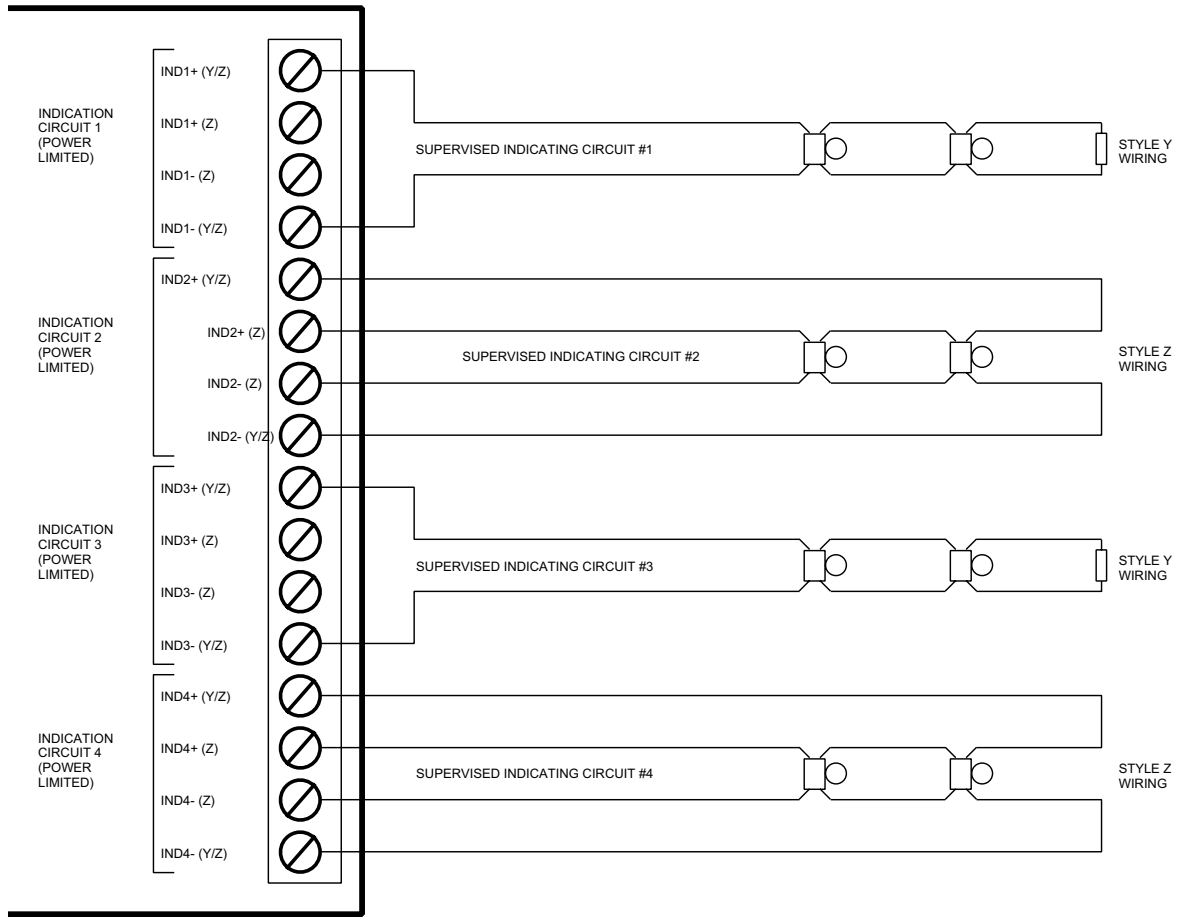 INDICATION
CIRCUIT 1
(POWER
LIMITED)
IND1+ (Y/Z)
IND1+ (Z)
IND1- (Z)
IND1- (Y/Z)
SUPERVISED INDICATING CIRCUIT #1
STYLE Y
WIRING
INDICATION
CIRCUIT 2
(POWER
LIMITED)
IND2+ (Y/Z)
IND2+ (Z)
IND2- (Z)
IND2- (Y/Z)
SUPERVISED INDICATING CIRCUIT #2
STYLE Z
WIRING
INDICATION
CIRCUIT 3
(POWER
LIMITED)
IND3+ (Y/Z)
IND3+ (Z)
IND3- (Z)
IND3- (Y/Z)
SUPERVISED INDICATING CIRCUIT #3
STYLE Y
WIRING
INDICATION
CIRCUIT 4
(POWER
LIMITED)
IND4+ (Y/Z)
IND4+ (Z)
IND4- (Z)
IND4- (Y/Z)
SUPERVISED INDICATING CIRCUIT #4
STYLE Z
WIRING